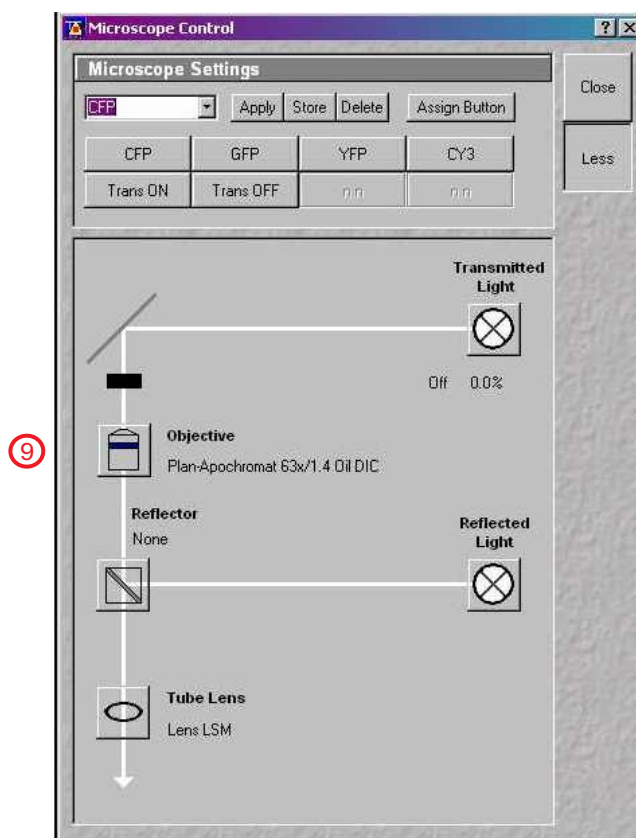 Microscope Control ? X
Microscope Settings
CFP Apply Store Delete Assign Button
Close
CFP GFP YFP CY3
Less
Trans ON Trans OFF n.n n.n
Transmitted
Light
Off 0.0%
9
Objective
Plan-Apochromat 63x/1.4 Oil DIC
Reflector
None
Reflected
Light
Tube Lens
Lens LSM